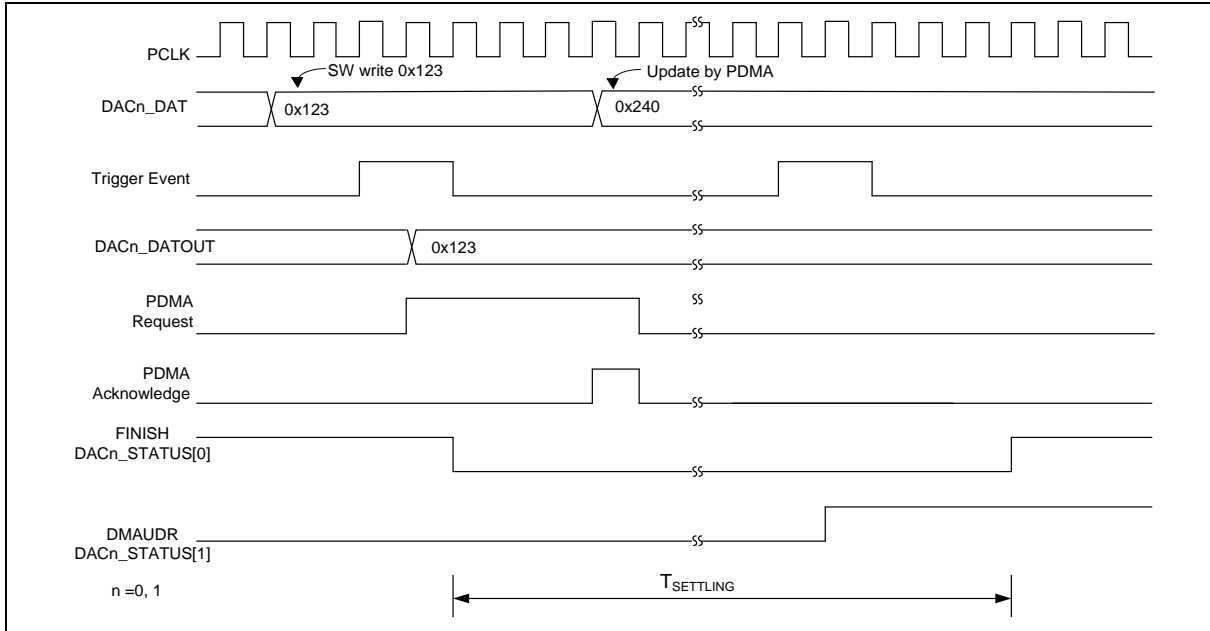 PCLK
SW write 0x123
Update by PDMA
DACn_DAT
0x123
0x240
Trigger Event
DACn_DATOUT
0x123
PDMA
Request
PDMA
Acknowledge
FINISH
DACn_STATUS[0]
DMAUDR
DACn_STATUS[1]
n =0, 1
TSETTLING